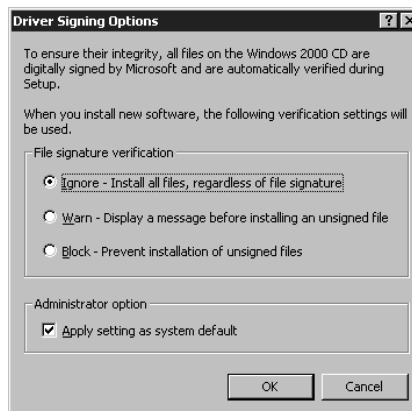 Driver Signing Options
To ensure their integrity, all files on the Windows 2000 CD are
digitally signed by Microsoft and are automatically verified during
Setup.
When you install new software, the following verification settings will
be used.
File signature verification
Ignore - Install all files, regardless of file signature
Warn - Display a message before installing an unsigned file
Block - Prevent installation of unsigned files
Administrator option
Apply setting as system default
OK Cancel